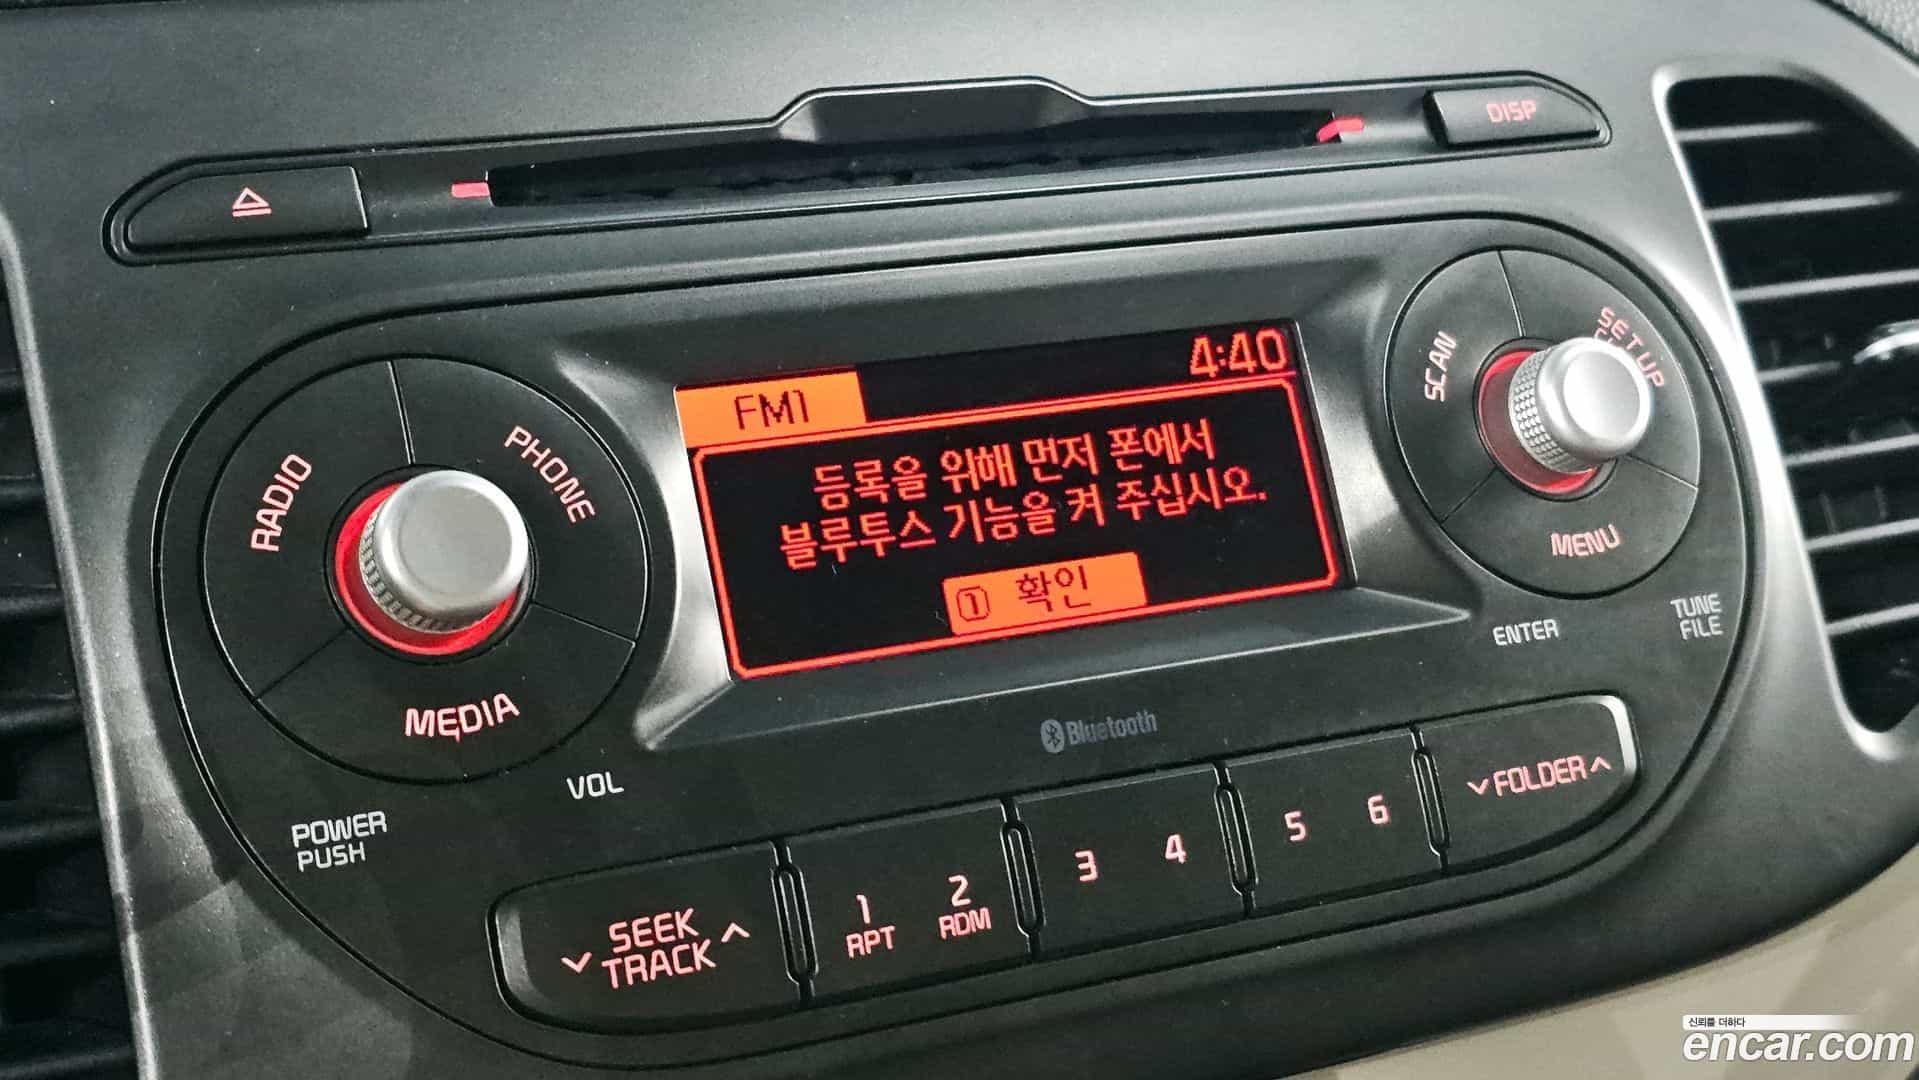 DISP
4:40
FM1
등록을 위해 먼저 폰에서
블루투스 기능을 켜 주십시오.
1 확인
RADIO
PHONE
MEDIA
SCAN
SETUP
MENU
VOL
POWER
PUSH
ENTER
TUNE
FILE
Bluetooth
SEEK
TRACK
1
RPT
2
RDM
3
4
5
6
FOLDER
신뢰를 더하다
encar.com